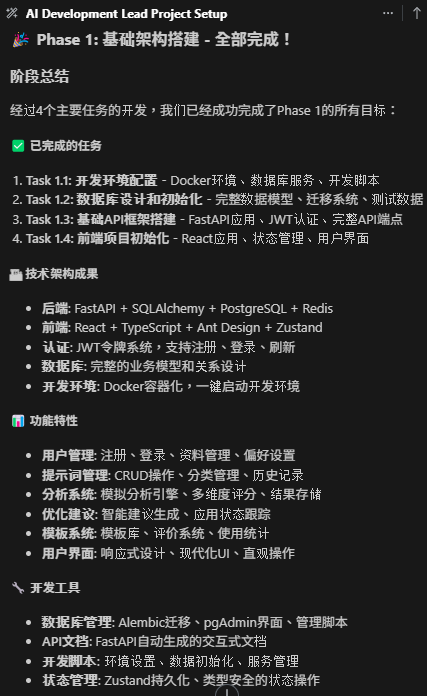 AI Development Lead Project Setup
🎉 Phase 1: 基础架构搭建 - 全部完成！
阶段总结
经过4个主要任务的开发，我们已经成功完成了Phase 1的所有目标：
✅ 已完成的任务
1. Task 1.1: 开发环境配置 - Docker环境、数据库服务、开发脚本
2. Task 1.2: 数据库设计和初始化 - 完整数据模型、迁移系统、测试数据
3. Task 1.3: 基础API框架搭建 - FastAPI应用、JWT认证、完整API端点
4. Task 1.4: 前端项目初始化 - React应用、状态管理、用户界面
技术架构成果
• 后端: FastAPI + SQLAlchemy + PostgreSQL + Redis
• 前端: React + TypeScript + Ant Design + Zustand
• 认证: JWT令牌系统，支持注册、登录、刷新
• 数据库: 完整的业务模型和关系设计
• 开发环境: Docker容器化，一键启动开发环境
📊 功能特性
• 用户管理: 注册、登录、资料管理、偏好设置
• 提示词管理: CRUD操作、分类管理、历史记录
• 分析系统: 模拟分析引擎、多维度评分、结果存储
• 优化建议: 智能建议生成、应用状态跟踪
• 模板系统: 模板库、评价系统、使用统计
• 用户界面: 响应式设计、现代化UI、直观操作
🔧 开发工具
• 数据库管理: Alembic迁移、pgAdmin界面、管理脚本
• API文档: FastAPI自动生成的交互式文档
• 开发脚本: 环境设置、数据初始化、服务管理
• 状态管理: Zustand持久化、类型安全的状态操作